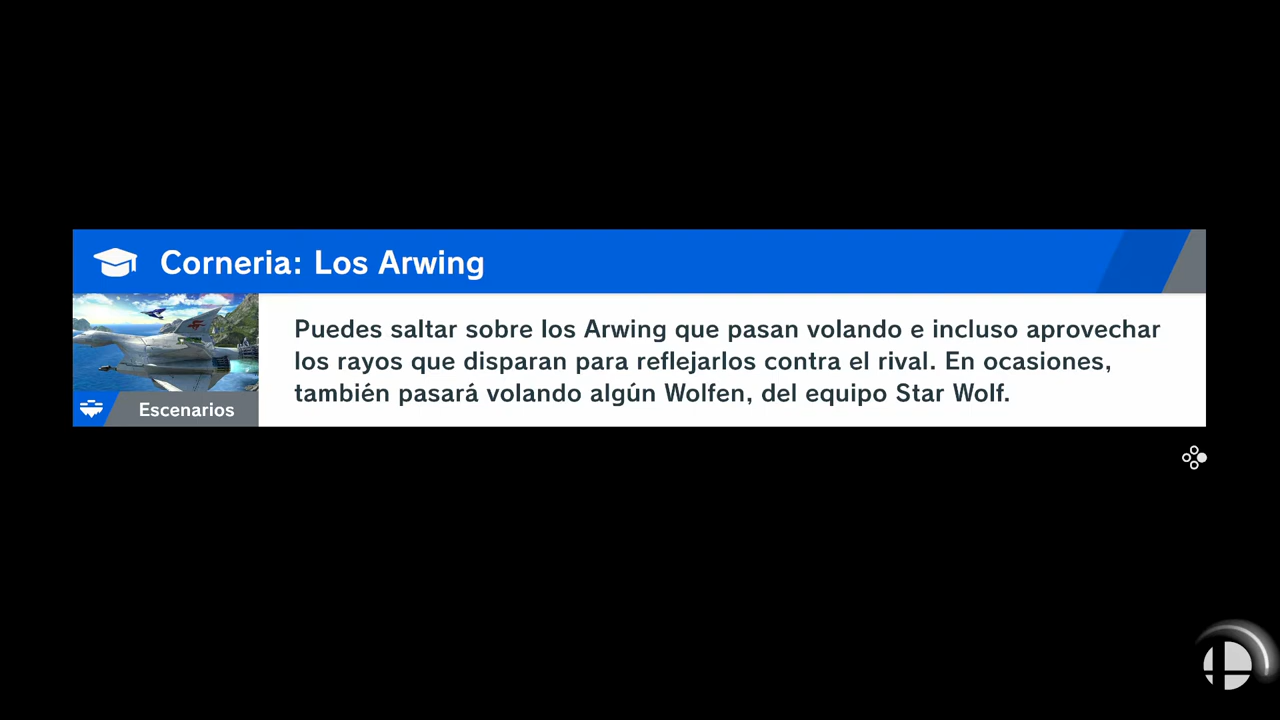 Corneria: Los Arwing
Puedes saltar sobre los Arwing que pasan volando e incluso aprovechar
los rayos que disparan para reflejarlos contra el rival. En ocasiones,
también pasará volando algún Wolfen, del equipo Star Wolf.
Escenarios